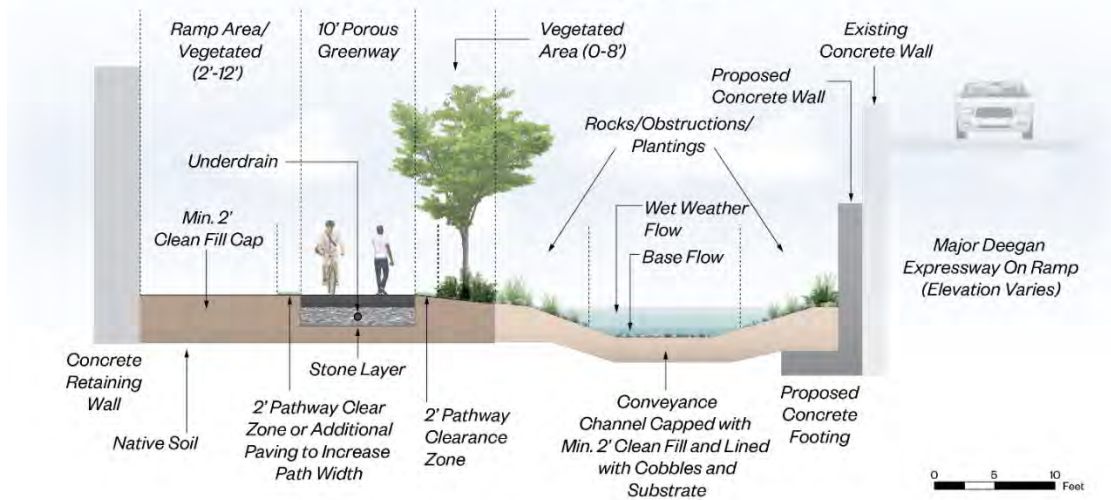 Ramp Area/
Vegetated
(2'-12')
10' Porous
Greenway
Vegetated
Area (0-8')
Existing
Concrete Wall
Proposed
Concrete Wall
Rocks/Obstructions/
Plantings
Underdrain
Min. 2'
Clean Fill Cap
Wet Weather
Flow
Base Flow
Major Deegan
Expressway On Ramp
(Elevation Varies)
Concrete
Retaining
Wall
Native Soil
Stone Layer
2' Pathway Clear
Zone or Additional
Paving to Increase
Path Width
2' Pathway
Clearance
Zone
Conveyance
Channel Capped with
Min. 2' Clean Fill and Lined
with Cobbles and
Substrate
Proposed
Concrete
Footing
0 5 10
Feet